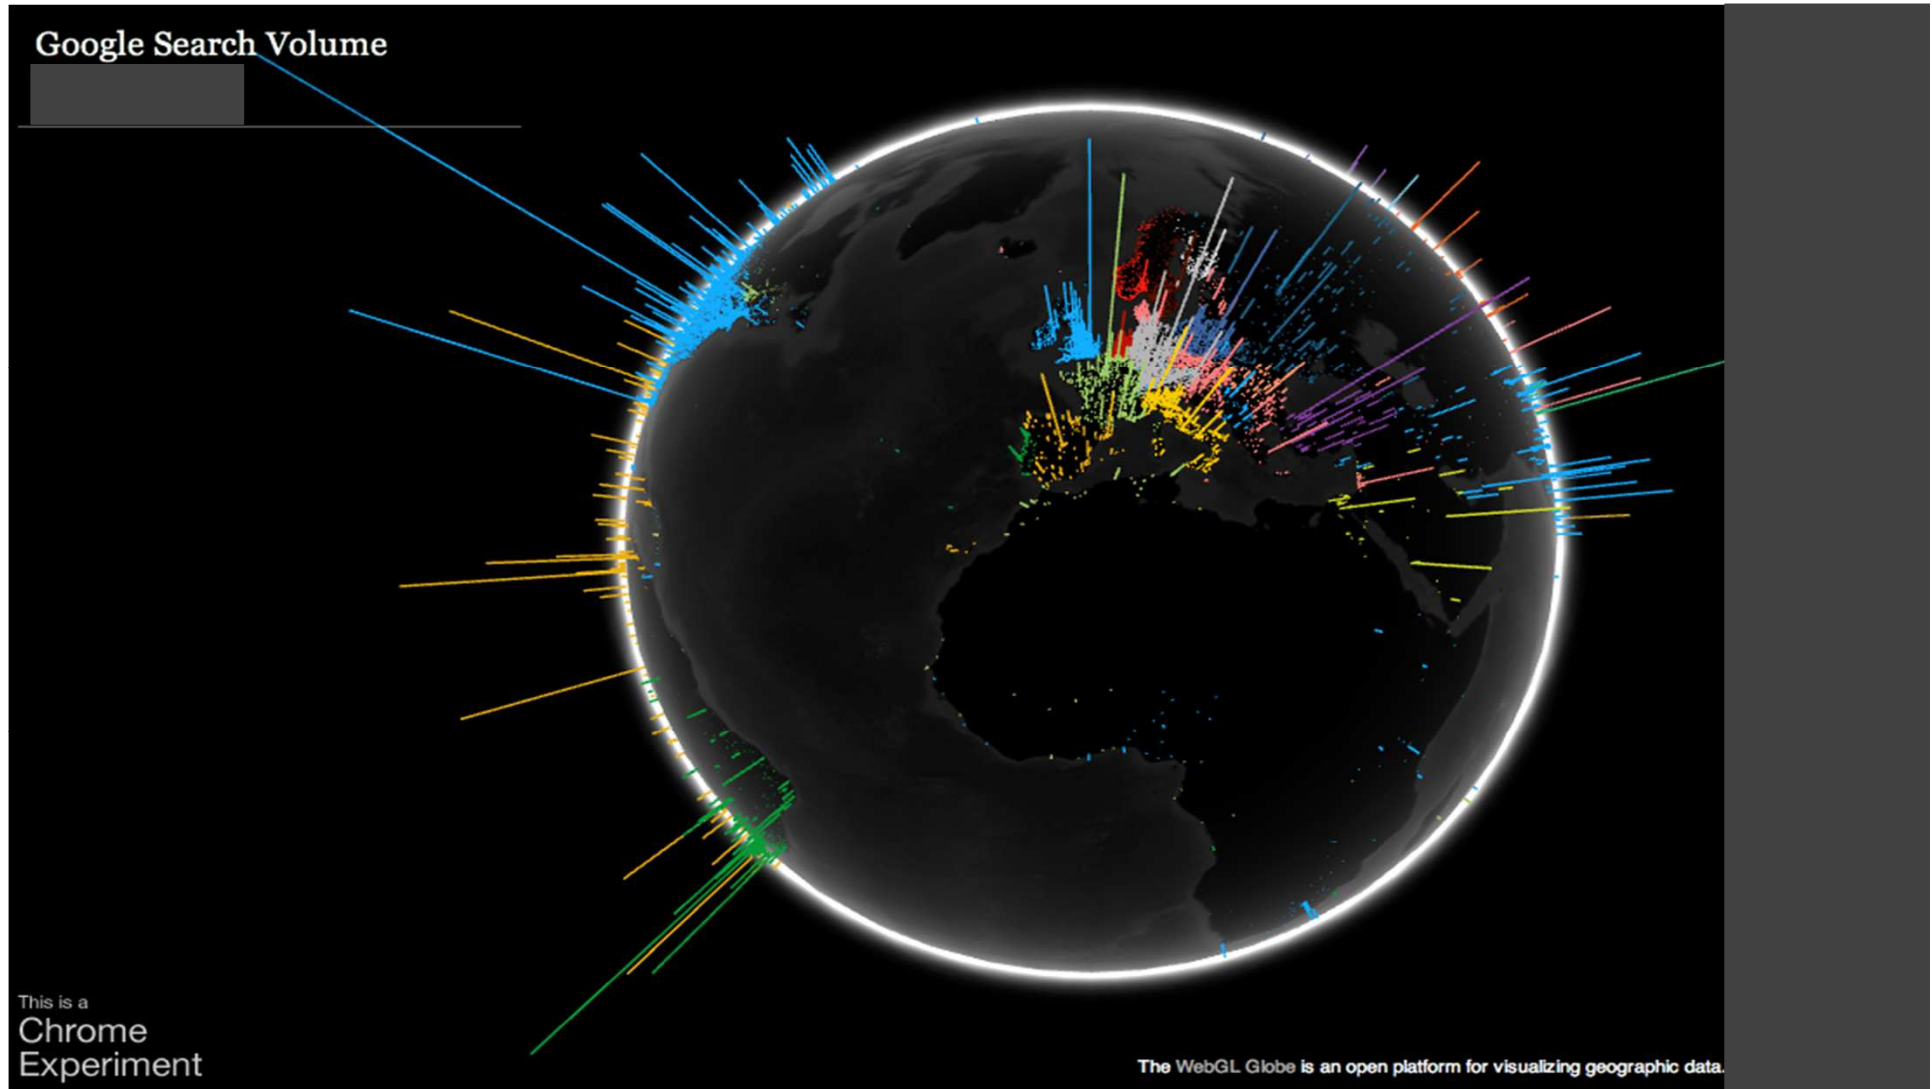 Google Search Volume
This is a
Chrome
Experiment
The WebGL Globe is an open platform for visualizing geographic data.